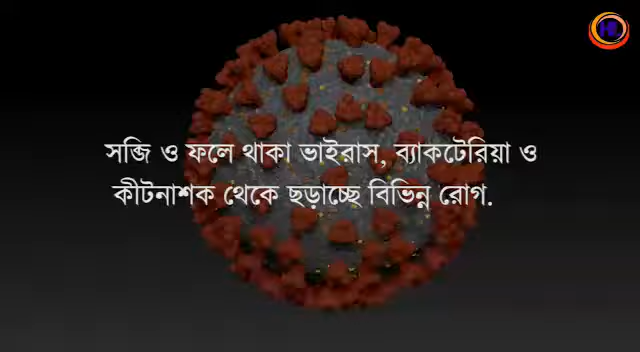 সব্জি ও ফলে থাকা ভাইরাস, ব্যাকটেরিয়া ও
কীটনাশক থেকে ছড়াচ্ছে বিভিন্ন রোগ.